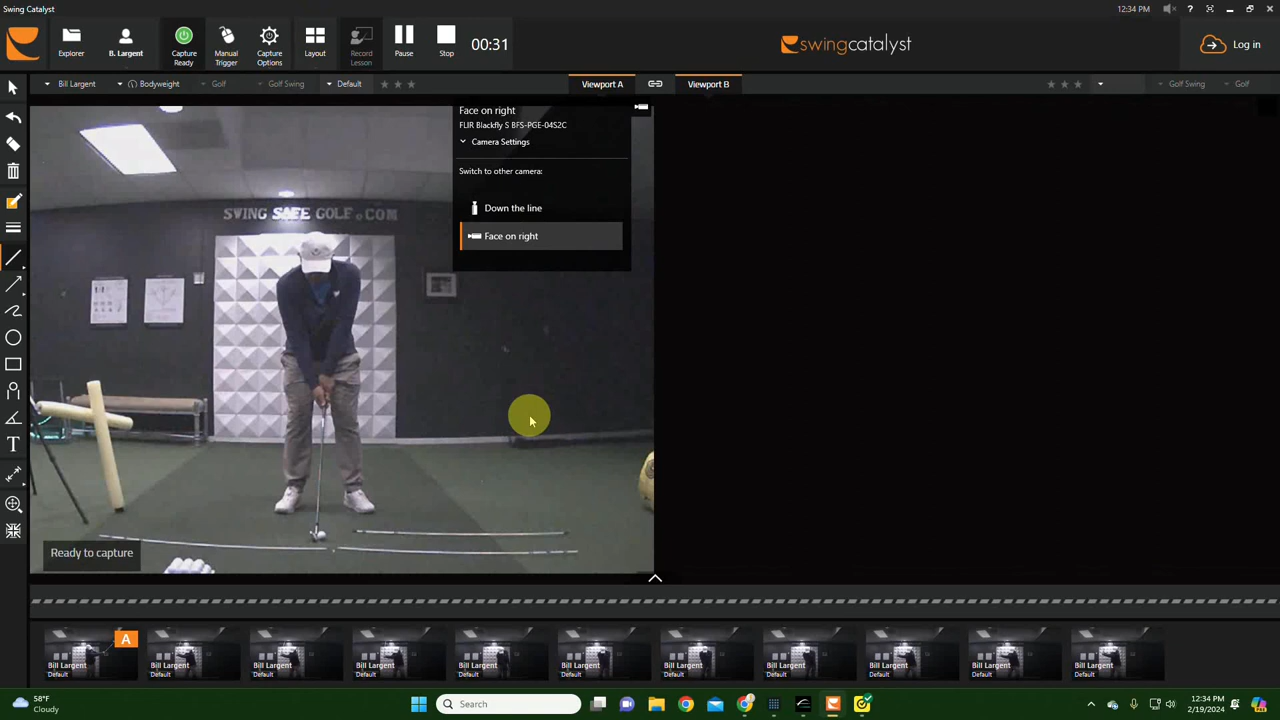 Swing Catalyst
12:34 PM
Explorer
B. Largent
Capture
Ready
Manual
Trigger
Capture
Options
Layout
Record
Lesson
Pause
Stop
00:31
swingcatalyst
Log in
Bill Largent
Bodyweight
Golf
Golf Swing
Default
Viewport A
Viewport B
Golf Swing
Golf
Face on right
FLIR Blackfly S BFS-PGE-04S2C
Camera Settings
Switch to other camera:
Down the line
Face on right
SWING SAFE GOLF.COM
T
Ready to capture
A
Bill Largent
Default
Bill Largent
Default
Bill Largent
Default
Bill Largent
Default
Bill Largent
Default
Bill Largent
Default
Bill Largent
Default
Bill Largent
Default
Bill Largent
Default
Bill Largent
Default
Bill Largent
Default
58°F
Cloudy
Search
12:34 PM
2/19/2024